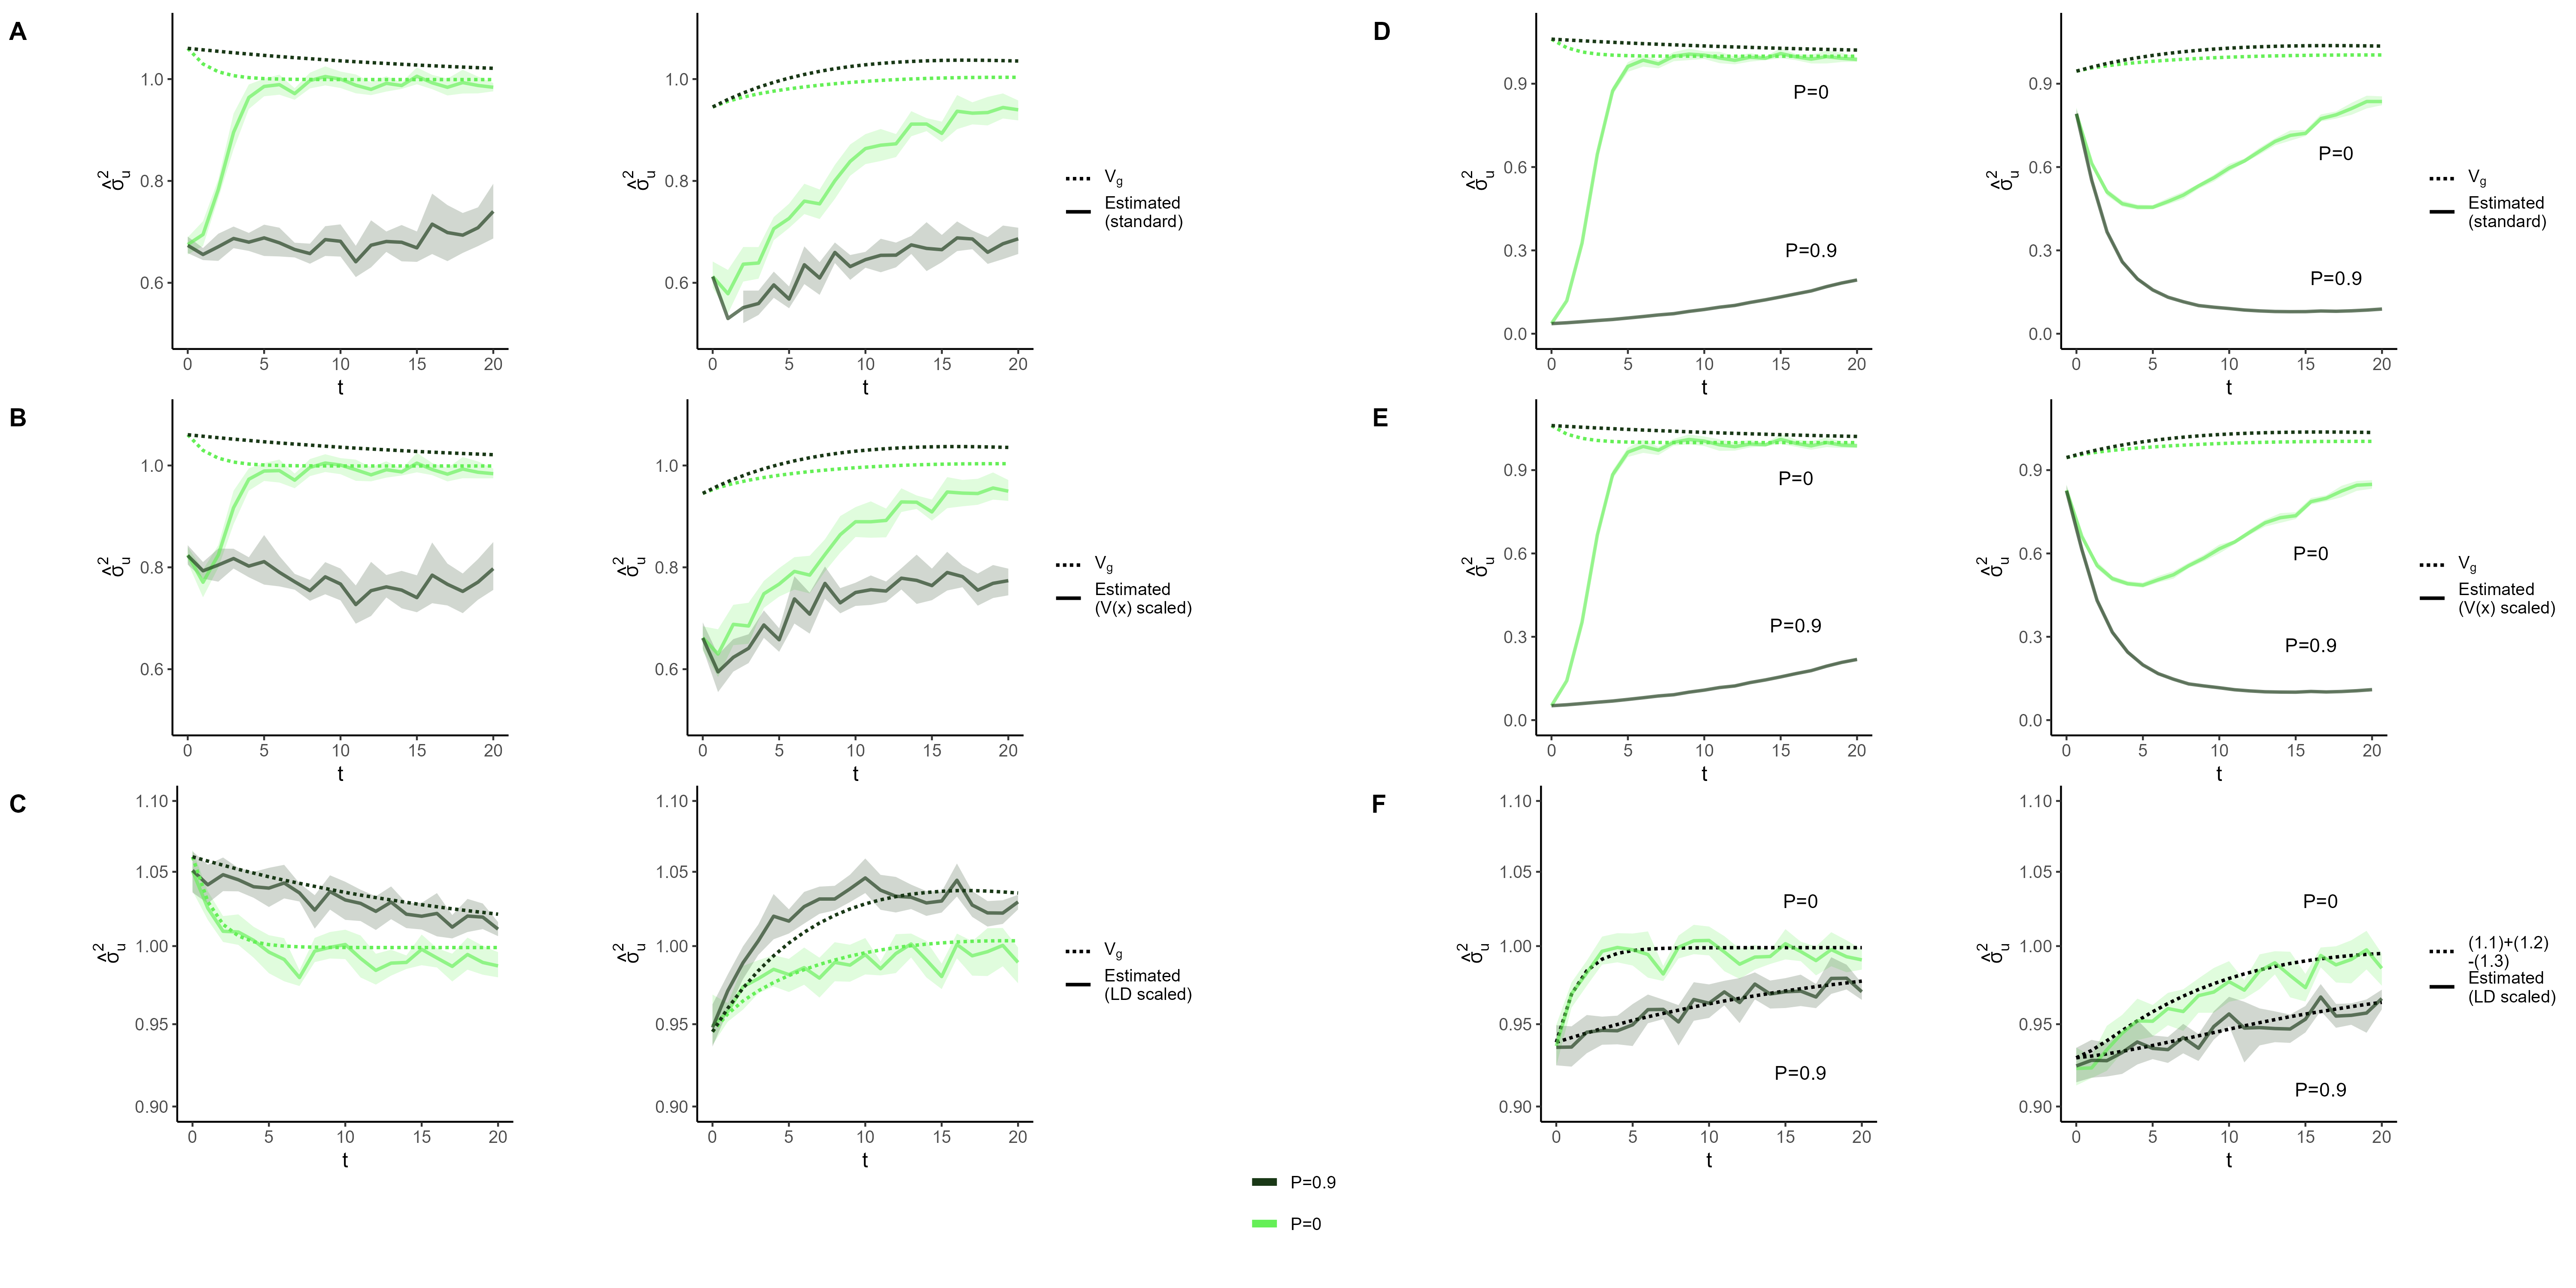 A
1.0
0.8
0.6
σ̂²u
0 5 10 15 20
t
1.0
0.8
0.6
σ̂²u
0 5 10 15 20
t
Vg
Estimated
(standard)
D
0.9
0.6
0.3
0.0
σ̂²u
P=0
P=0.9
0 5 10 15 20
t
0.9
0.6
0.3
0.0
σ̂²u
P=0
P=0.9
0 5 10 15 20
t
Vg
Estimated
(standard)
B
1.0
0.8
0.6
σ̂²u
0 5 10 15 20
t
1.0
0.8
0.6
σ̂²u
0 5 10 15 20
t
Vg
Estimated
(V(x) scaled)
E
0.9
0.6
0.3
0.0
σ̂²u
P=0
P=0.9
0 5 10 15 20
t
0.9
0.6
0.3
0.0
σ̂²u
P=0
P=0.9
0 5 10 15 20
t
Vg
Estimated
(V(x) scaled)
C
1.10
1.05
1.00
0.95
0.90
σ̂²u
0 5 10 15 20
t
1.10
1.05
1.00
0.95
0.90
σ̂²u
0 5 10 15 20
t
Vg
Estimated
(LD scaled)
F
1.10
1.05
1.00
0.95
0.90
σ̂²u
P=0
P=0.9
0 5 10 15 20
t
1.10
1.05
1.00
0.95
0.90
σ̂²u
P=0
P=0.9
0 5 10 15 20
t
(1.1)+(1.2)
-(1.3)
Estimated
(LD scaled)
P=0.9
P=0